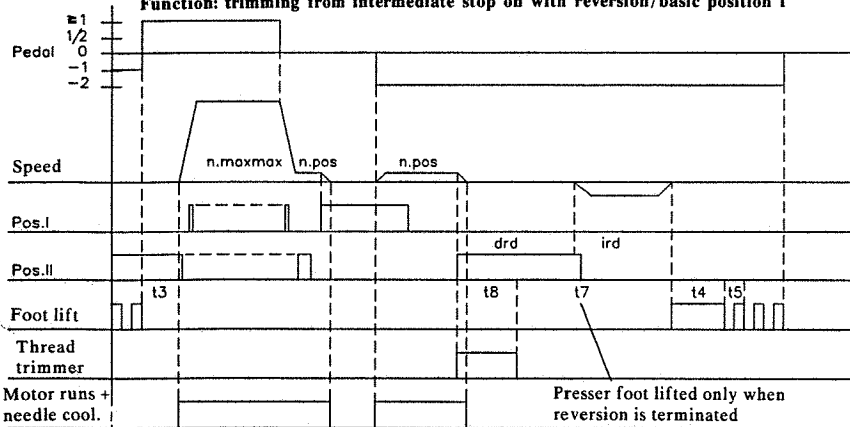 Function: trimming from intermediate stop on with reversion/basic position 1
≥1
1/2
Pedal 0
−1
−2
n.maxmax n.pos n.pos
Speed
Pos.I
drd ird
Pos.II
t3 t8 t7 t4 t5
Foot lift
Thread
trimmer
Motor runs +
needle cool.
Presser foot lifted only when
reversion is terminated